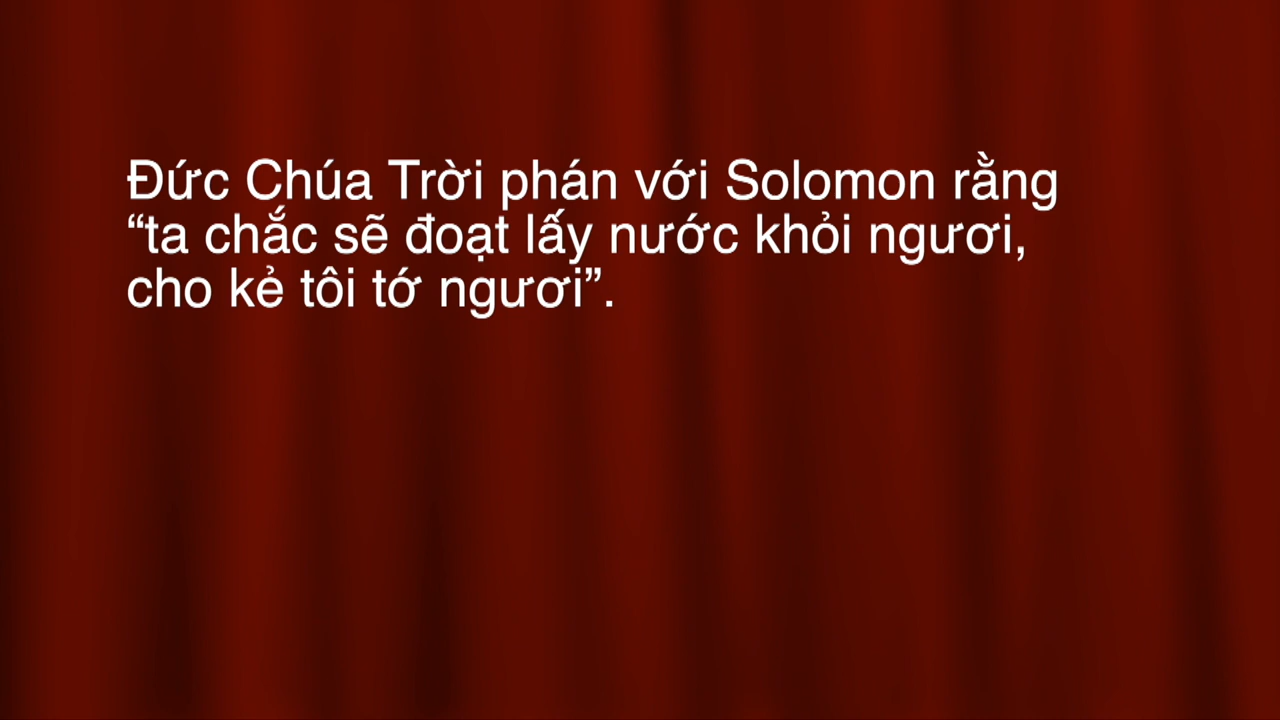 Đức Chúa Trời phán với Solomon rằng
“ta chắc sẽ đoạt lấy nước khỏi ngươi,
cho kẻ tôi tớ ngươi”.